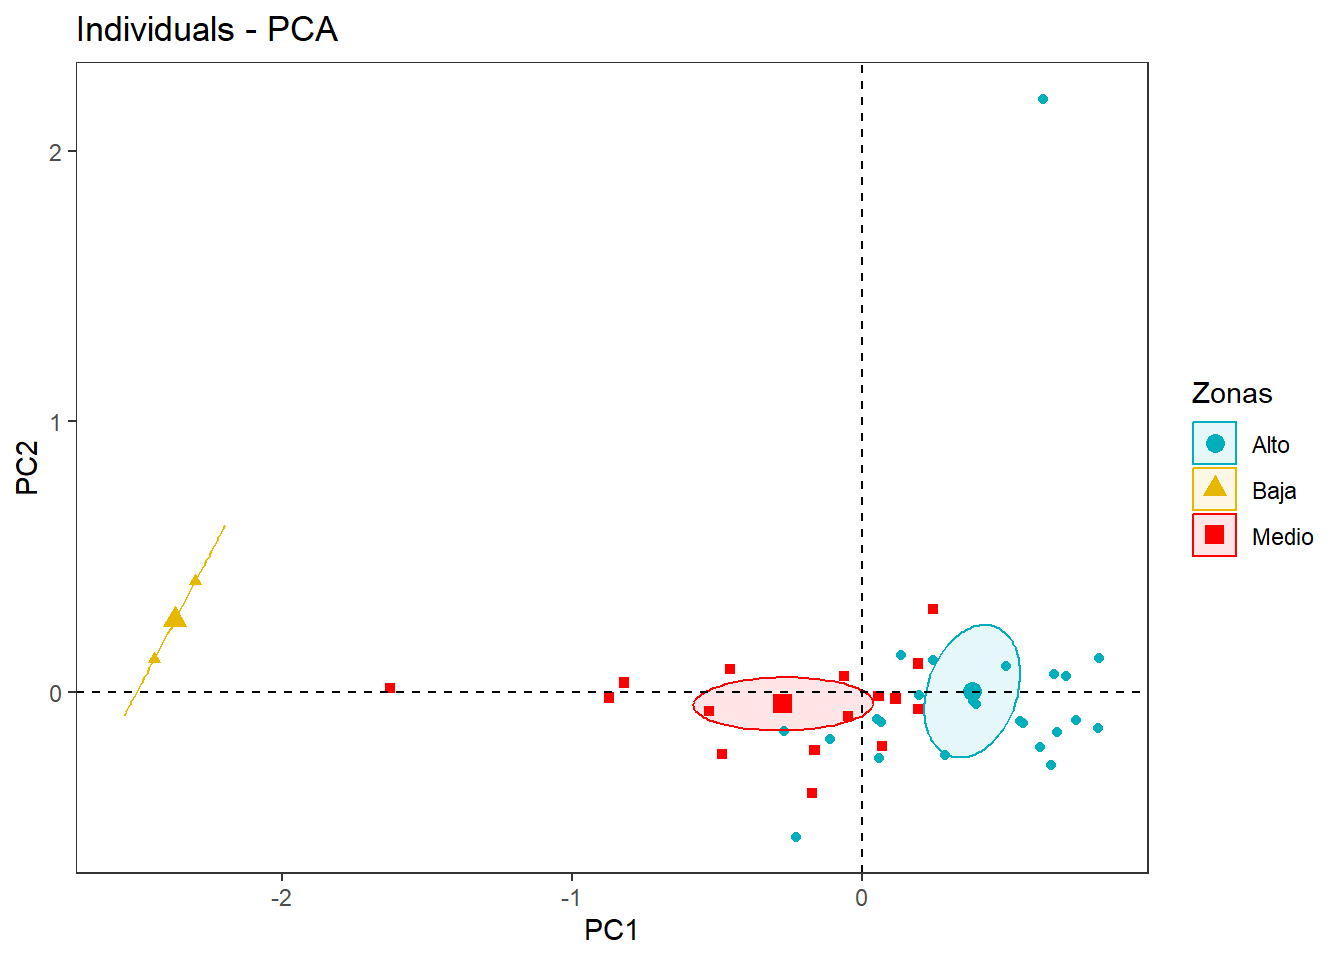 Individuals - PCA
2
1
0
PC2
-2
-1
0
PC1
Zonas
Alto
Baja
Medio